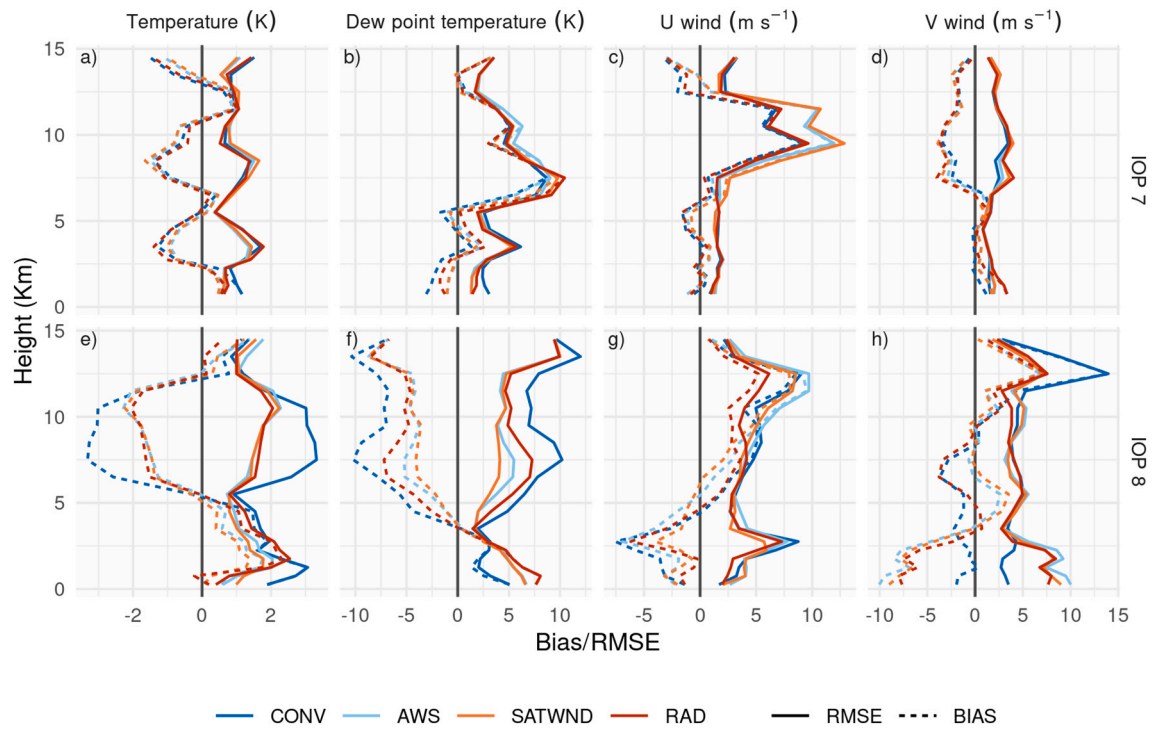 Temperature (K) Dew point temperature (K) U wind (m s⁻¹) V wind (m s⁻¹)
15 a) b) c) d)
10
5
0
IOP 7
Height (Km)
15 e) f) g) h)
10
5
0
IOP 8
-2 0 2 -10 -5 0 5 10 -5 0 5 10 -10 -5 0 5 10 15
Bias/RMSE
CONV AWS SATWND RAD RMSE BIAS